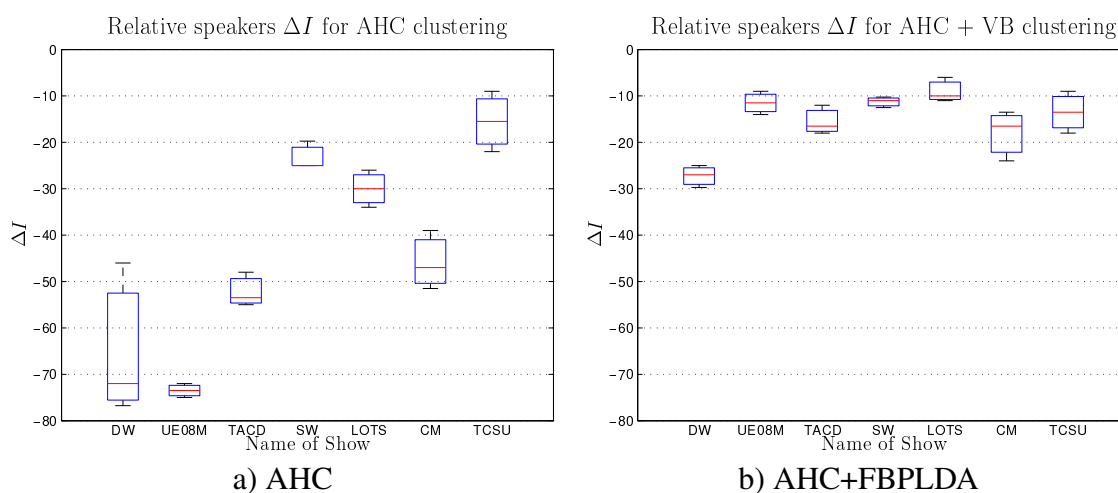 Relative speakers ΔI for AHC clustering
0
−10
−20
−30
−40
−50
−60
−70
−80
ΔI
DW UE08M TACD SW LOTS CM TCSU
Name of Show
a) AHC
Relative speakers ΔI for AHC + VB clustering
0
−10
−20
−30
−40
−50
−60
−70
−80
ΔI
DW UE08M TACD SW LOTS CM TCSU
Name of Show
b) AHC+FBPLDA